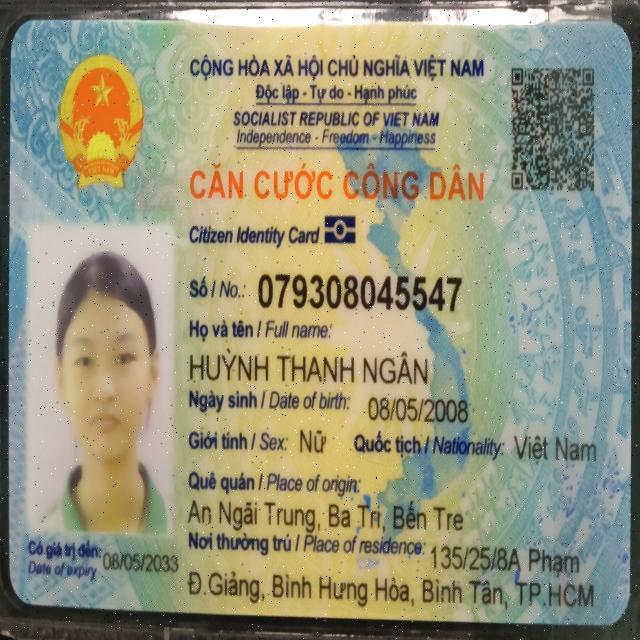 CỘNG HÒA XÃ HỘI CHỦ NGHĨA VIỆT NAM
Độc lập - Tự do - Hạnh phúc
SOCIALIST REPUBLIC OF VIET NAM
Independence - Freedom - Happiness
CĂN CƯỚC CÔNG DÂN
Citizen Identity Card
Số / No.: 079308045547
Họ và tên / Full name:
HUỲNH THANH NGÂN
Ngày sinh / Date of birth: 08/05/2008
Giới tính / Sex: Nữ Quốc tịch / Nationality: Việt Nam
Quê quán / Place of origin:
An Ngãi Trung, Ba Tri, Bến Tre
Nơi thường trú / Place of residence: 135/25/8A Phạm
Đ.Giảng, Bình Hưng Hòa, Bình Tân, TP.HCM
Có giá trị đến: 08/05/2033
Date of expiry